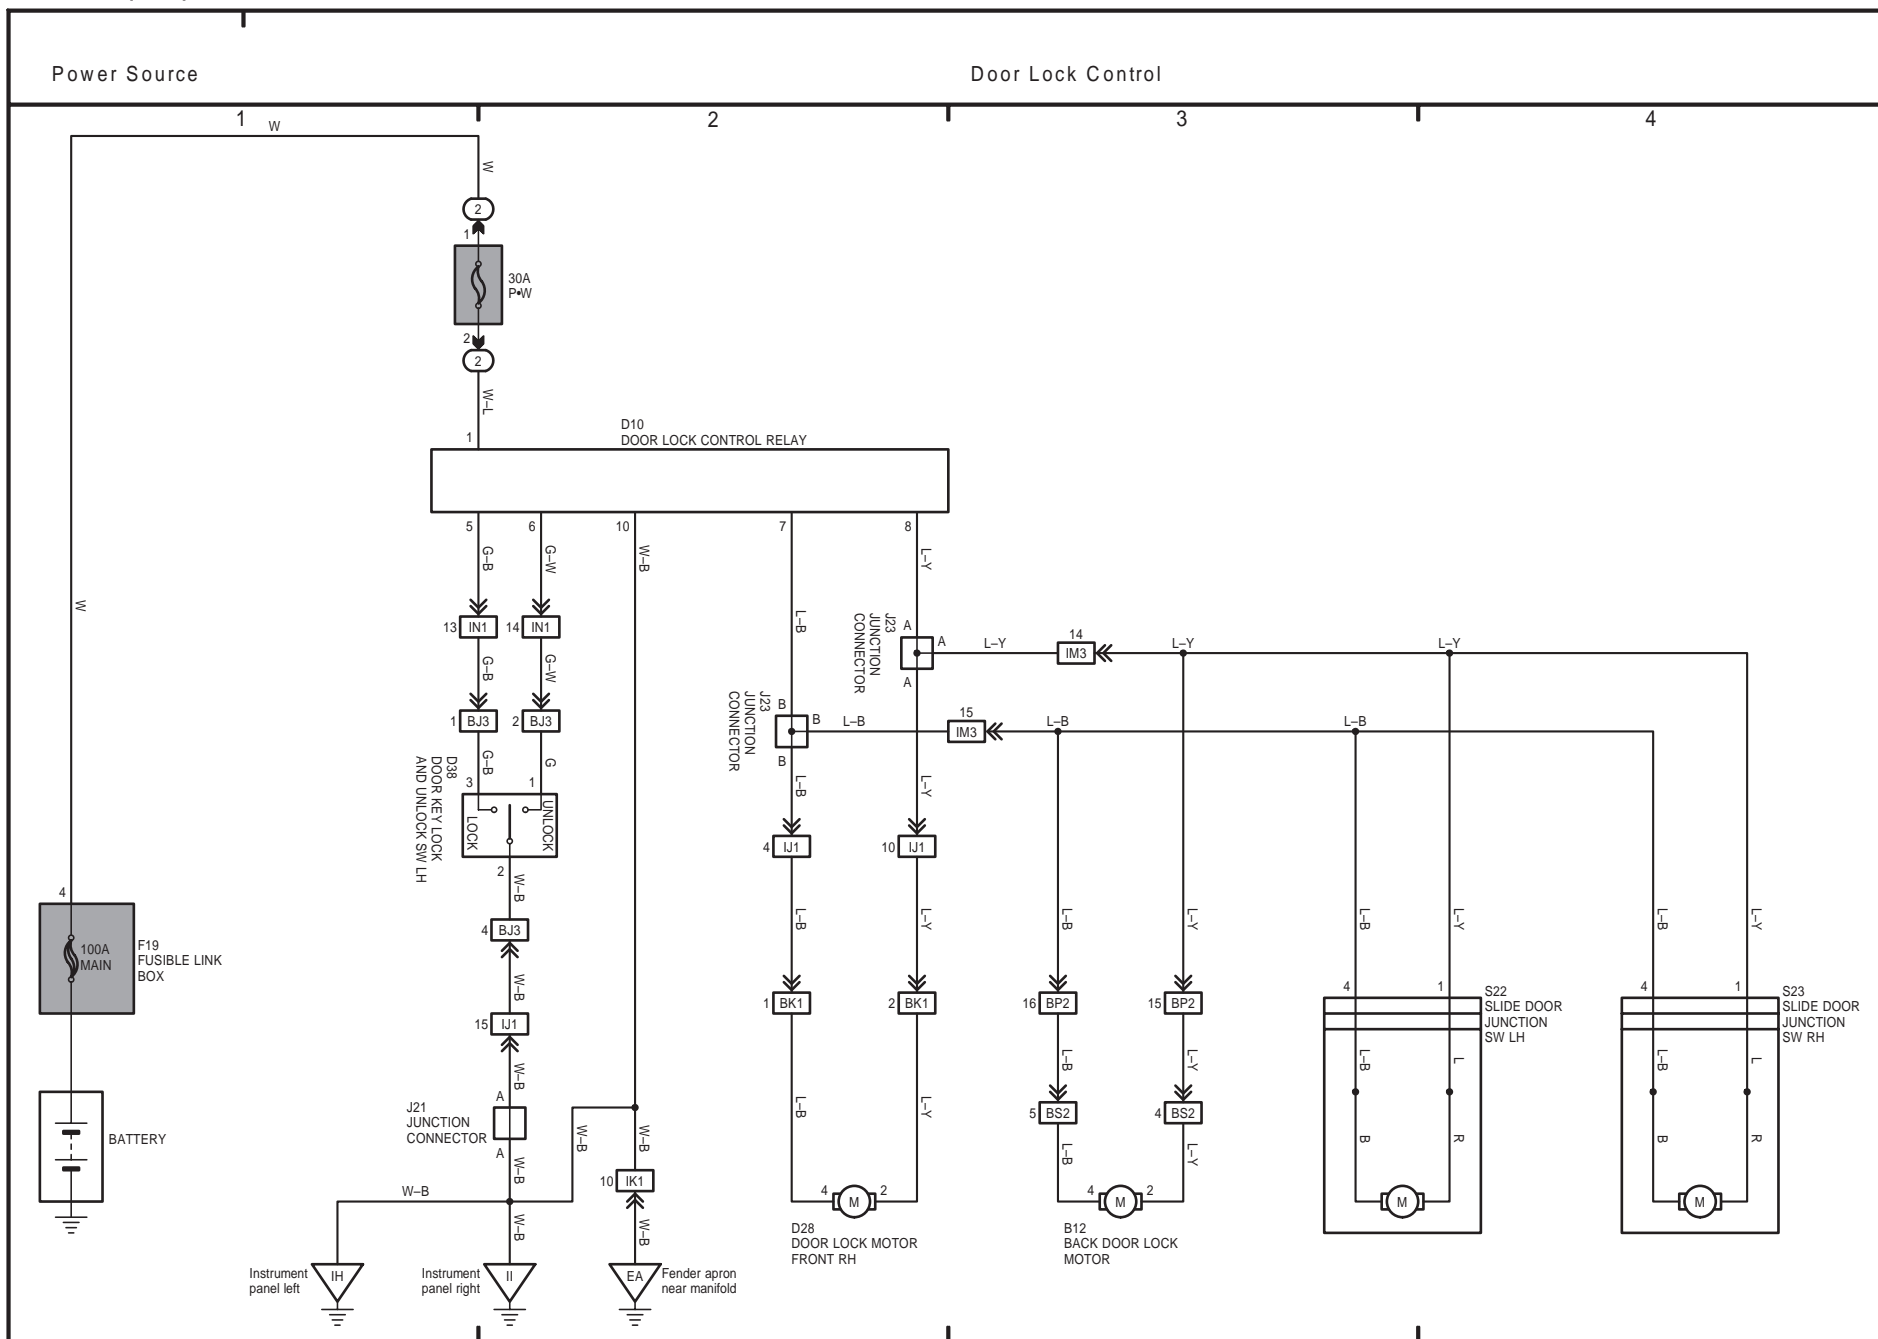 Power Source
Door Lock Control
1
2
3
4
W
W
2
1
30A
P•W
2
2
W–L
1
D10
DOOR LOCK CONTROL RELAY
5
6
10
7
8
G–B
G–W
W–B
L–Y
W
13
IN1
14
IN1
L–B
J23
JUNCTION
CONNECTOR
A
A
A
L–Y
14
IM3
L–Y
L–Y
G–B
G–W
J23
JUNCTION
CONNECTOR
B
B
B
L–B
15
IM3
L–B
L–B
1
BJ3
2
BJ3
G–B
G
L–B
L–Y
D38
DOOR KEY LOCK
AND UNLOCK SW LH
3
1
LOCK
UNLOCK
4
IJ1
10
IJ1
2
W–B
4
F19
FUSIBLE LINK
BOX
100A
MAIN
4
BJ3
L–B
L–Y
L–B
L–Y
L–B
L–Y
L–B
L–Y
W–B
1
BK1
2
BK1
16
BP2
15
BP2
4
1
S22
SLIDE DOOR
JUNCTION
SW LH
4
1
S23
SLIDE DOOR
JUNCTION
SW RH
15
IJ1
W–B
L–B
L–Y
L–B
L
L–B
L
J21
JUNCTION
CONNECTOR
A
A
L–B
L–Y
5
BS2
4
BS2
BATTERY
W–B
W–B
W–B
L–B
L–Y
B
R
B
R
10
IK1
W–B
4
M
2
4
M
2
M
M
W–B
W–B
D28
DOOR LOCK MOTOR
FRONT RH
B12
BACK DOOR LOCK
MOTOR
Instrument
panel left
IH
Instrument
panel right
II
EA
Fender apron
near manifold